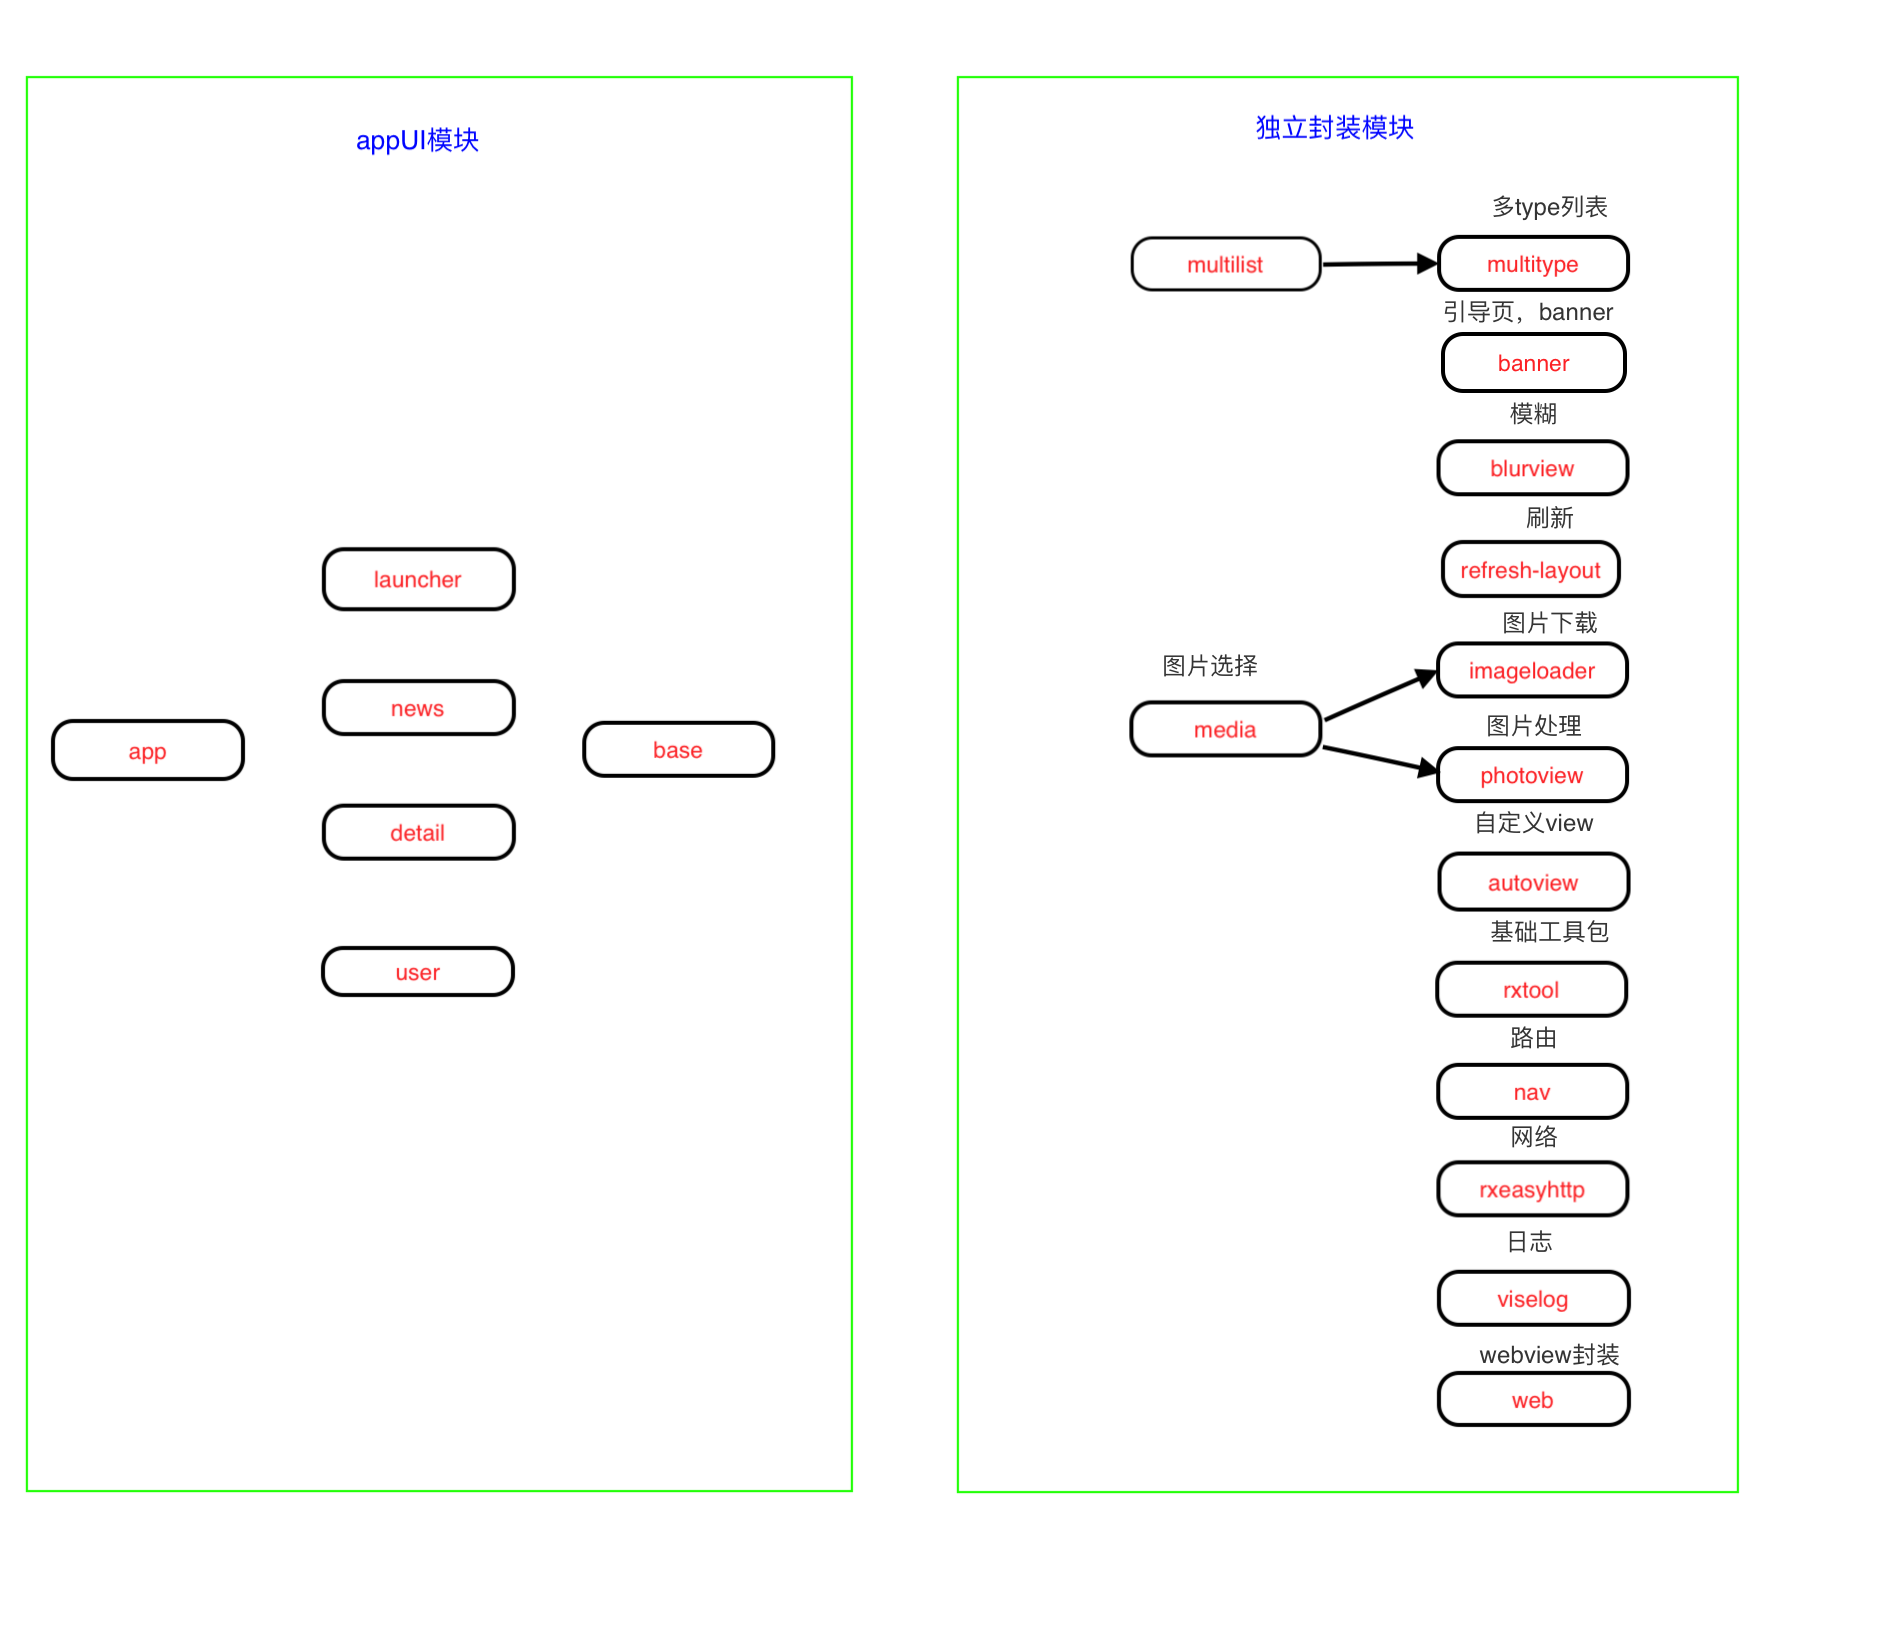 appUI模块
launcher
news
app
base
detail
user
独立封装模块
多type列表
multilist
multitype
引导页，banner
banner
模糊
blurview
刷新
refresh-layout
图片下载
imageloader
图片选择
media
图片处理
photoview
自定义view
autoview
基础工具包
rxtool
路由
nav
网络
rxeasyhttp
日志
viselog
webview封装
web